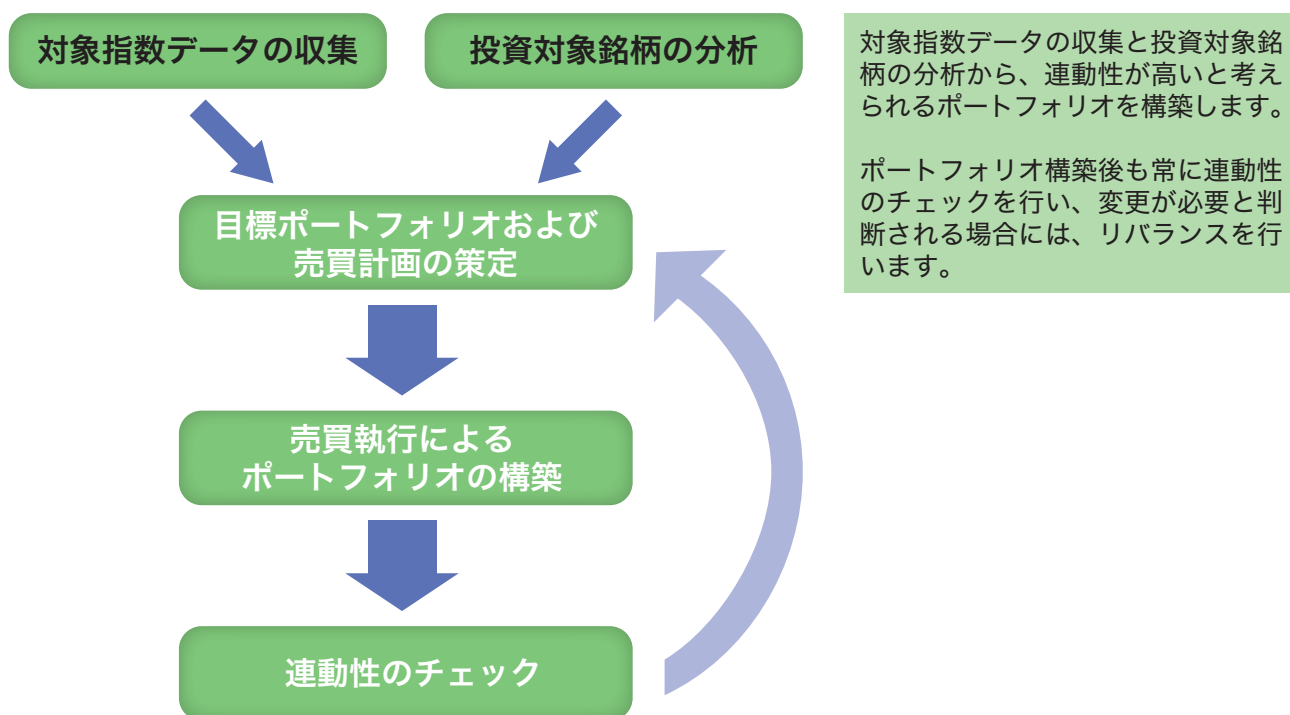 対象指数データの収集
投資対象銘柄の分析
対象指数データの収集と投資対象銘
柄の分析から、連動性が高いと考え
られるポートフォリオを構築します。
ポートフォリオ構築後も常に連動性
のチェックを行い、変更が必要と判
断される場合には、リバランスを行
います。
目標ポートフォリオおよび
売買計画の策定
売買執行による
ポートフォリオの構築
連動性のチェック